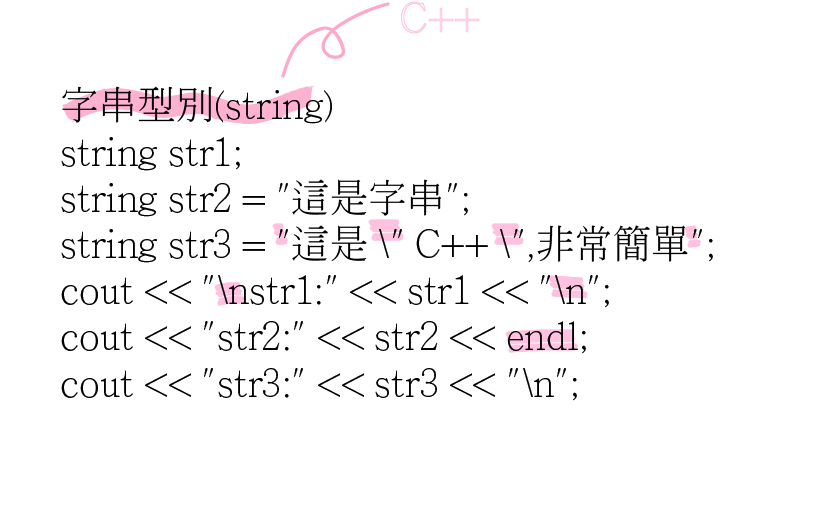 C++
字串型別(string)
string str1;
string str2 = "這是字串";
string str3 = "這是 \" C++ \",非常簡單";
cout << "\nstr1:" << str1 << "\n";
cout << "str2:" << str2 << endl;
cout << "str3:" << str3 << "\n";